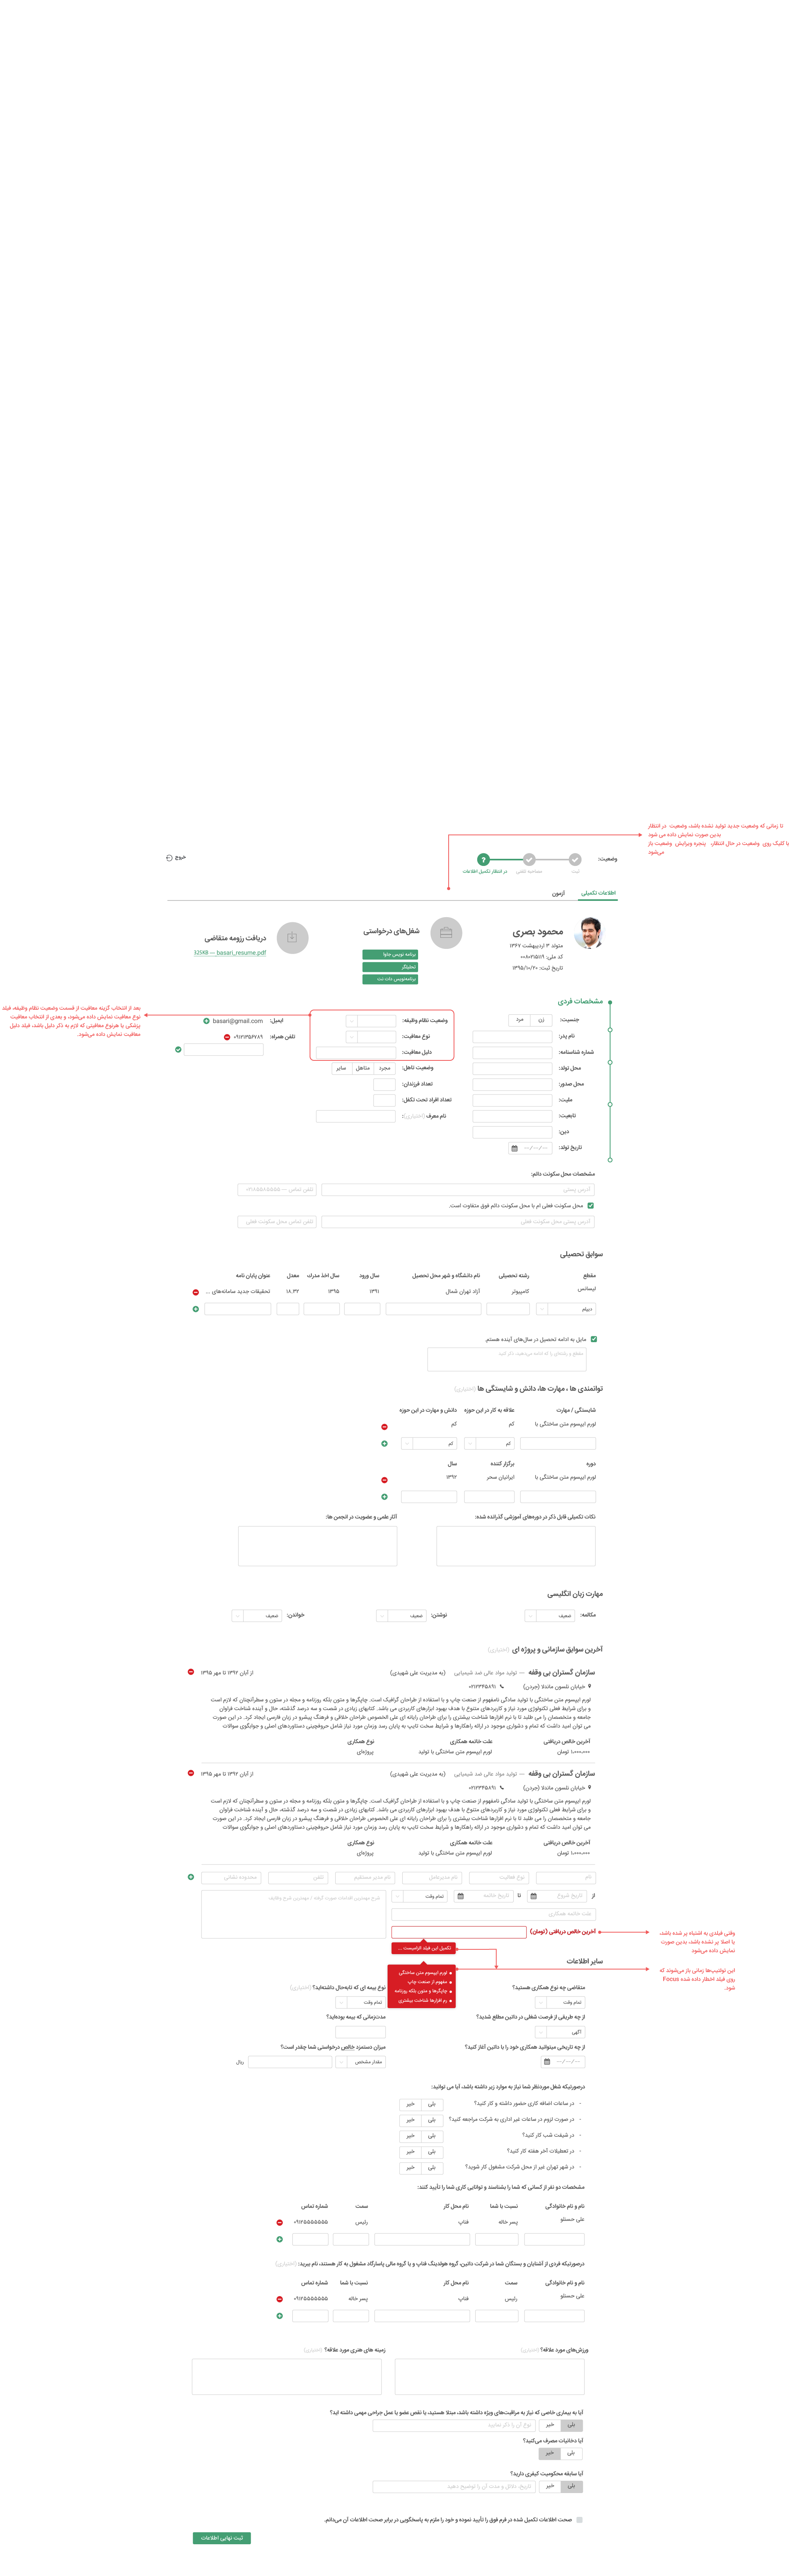 تا زمانی که وضعیت جدید تولید نشده باشد، وضعیت در انتظار
بدین صورت نمایش داده می شود
با کلیک روی وضعیت در حال انتظار، پنجره ویرایش وضعیت باز
می‌شود
وضعیت:
ثبت
مصاحبه تلفنی
در انتظار تکمیل اطلاعات
خروج
اطلاعات تکمیلی
آزمون
محمود بصری
متولد ۳ اردیبهشت ۱۳۶۷
کد ملی:
تاریخ ثبت: ۱۳۹۵/۱۰/۲۰
شغل‌های درخواستی
برنامه نویس جاوا
تحلیلگر
برنامه‌نویس دات نت
دریافت رزومه متقاضی
basari_resume.pdf — 325KB
مشخصات فردی
جنسیت:
زن
مرد
نام پدر:
شماره شناسنامه:
محل تولد:
محل صدور:
ملیت:
تابعیت:
دین:
تاریخ تولد:
وضعیت نظام وظیفه:
نوع معافیت:
دلیل معافیت:
وضعیت تاهل:
مجرد
متاهل
سایر
تعداد فرزندان:
تعداد افراد تحت تکفل:
نام معرف (اختیاری):
ایمیل:
basari@gmail.com
تلفن همراه:
۰۹۱۲۱۳۵۶۷۸۹
بعد از انتخاب گزینه معافیت از قسمت وضعیت نظام وظیفه، فیلد
نوع معافیت نمایش داده می‌شود، و بعدی از انتخاب معافیت
پزشکی یا هرنوع معافیتی که لازم به ذکر دلیل باشد، فیلد دلیل
معافیت نمایش داده می‌شود.
مشخصات محل سکونت دائم:
آدرس پستی
تلفن تماس — ۰۲۱۸۵۵۸۵۵۵۵
محل سکونت فعلی ام با محل سکونت دائم فوق متفاوت است.
آدرس پستی محل سکونت فعلی
تلفن تماس محل سکونت فعلی
سوابق تحصیلی
مقطع
رشته تحصیلی
نام دانشگاه و شهر محل تحصیل
سال ورود
سال اخذ مدرک
معدل
عنوان پایان نامه
لیسانس
کامپیوتر
آزاد تهران شمال
۱۳۹۱
۱۳۹۵
۱۸.۳۲
تحقیقات جدید سامانه‌های ...
دیپلم
مایل به ادامه تحصیل در سال‌های آینده هستم.
مقطع و رشته‌ای را که ادامه می‌دهید، ذکر کنید
توانمندی ها ، مهارت ها، دانش و شایستگی ها (اختیاری)
شایستگی / مهارت
علاقه به کار در این حوزه
دانش و مهارت در این حوزه
لورم ایپسوم متن ساختگی با
کم
کم
کم
کم
دوره
برگزار کننده
سال
لورم ایپسوم متن ساختگی با
ایرانیان سحر
۱۳۹۲
نکات تکمیلی قابل ذکر در دوره‌های آموزشی گذرانده شده:
آثار علمی و عضویت در انجمن ها:
مهارت زبان انگلیسی
مکالمه:
ضعیف
نوشتن:
ضعیف
خواندن:
ضعیف
آخرین سوابق سازمانی و پروژه ای (اختیاری)
سازمان گستران بی وقفه — تولید مواد عالی ضد شیمیایی (به مدیریت علی شهیدی)
از آبان ۱۳۹۲ تا مهر ۱۳۹۵
خیابان نلسون ماندلا (جردن)
۰۲۱۲۳۴۵۸۹۱
لورم ایپسوم متن ساختگی با تولید سادگی نامفهوم از صنعت چاپ و با استفاده از طراحان گرافیک است. چاپگرها و متون بلکه روزنامه و مجله در ستون و سطرآنچنان که لازم است
و برای شرایط فعلی تکنولوژی مورد نیاز و کاربردهای متنوع با هدف بهبود ابزارهای کاربردی می باشد. کتابهای زیادی در شصت و سه درصد گذشته، حال و آینده شناخت فراوان
جامعه و متخصصان را می طلبد تا با نرم افزارها شناخت بیشتری را برای طراحان رایانه ای علی الخصوص طراحان خلاقی و فرهنگ پیشرو در زبان فارسی ایجاد کرد. در این صورت
می توان امید داشت که تمام و دشواری موجود در ارائه راهکارها و شرایط سخت تایپ به پایان رسد وزمان مورد نیاز شامل حروفچینی دستاوردهای اصلی و جوابگوی سوالات
آخرین خالص دریافتی
علت خاتمه همکاری
نوع همکاری
۱،۰۰۰،۰۰۰ تومان
لورم ایپسوم متن ساختگی با تولید
پروژه‌ای
سازمان گستران بی وقفه — تولید مواد عالی ضد شیمیایی (به مدیریت علی شهیدی)
از آبان ۱۳۹۲ تا مهر ۱۳۹۵
خیابان نلسون ماندلا (جردن)
۰۲۱۲۳۴۵۸۹۱
لورم ایپسوم متن ساختگی با تولید سادگی نامفهوم از صنعت چاپ و با استفاده از طراحان گرافیک است. چاپگرها و متون بلکه روزنامه و مجله در ستون و سطرآنچنان که لازم است
و برای شرایط فعلی تکنولوژی مورد نیاز و کاربردهای متنوع با هدف بهبود ابزارهای کاربردی می باشد. کتابهای زیادی در شصت و سه درصد گذشته، حال و آینده شناخت فراوان
جامعه و متخصصان را می طلبد تا با نرم افزارها شناخت بیشتری را برای طراحان رایانه ای علی الخصوص طراحان خلاقی و فرهنگ پیشرو در زبان فارسی ایجاد کرد. در این صورت
می توان امید داشت که تمام و دشواری موجود در ارائه راهکارها و شرایط سخت تایپ به پایان رسد وزمان مورد نیاز شامل حروفچینی دستاوردهای اصلی و جوابگوی سوالات
آخرین خالص دریافتی
علت خاتمه همکاری
نوع همکاری
۱،۰۰۰،۰۰۰ تومان
لورم ایپسوم متن ساختگی با تولید
پروژه‌ای
نام
نوع فعالیت
نام مدیرعامل
نام مدیر مستقیم
تلفن
محدوده نشانی
از
تاریخ شروع
تا
تاریخ خاتمه
تمام وقت
شرح مهمترین اقدامات صورت گرفته / مهمترین شرح وظایف
علت خاتمه همکاری
آخرین خالص دریافتی (تومان)
تکمیل این فیلد الزامیست ...
وقتی فیلدی به اشتباه پر شده باشد،
یا اصلا پر نشده باشد، بدین صورت
نمایش داده می‌شود
لورم ایپسوم متن ساختگی
مفهوم از صنعت چاپ
چاپگرها و متون بلکه روزنامه
رم افزارها شناخت بیشتری
این تولتیپ‌ها زمانی باز می‌شوند که
روی فیلد اخطار داده شده Focus
شود.
سایر اطلاعات
متقاضی چه نوع همکاری هستید؟
تمام وقت
نوع بیمه ای که تابه‌حال داشته‌اید؟ (اختیاری)
تمام وقت
از چه طریقی از فرصت شغلی در داتین مطلع شدید؟
آگهی
مدت‌زمانی که بیمه بوده‌اید؟
از چه تاریخی میتوانید همکاری خود را با داتین آغاز کنید؟
میزان دستمزد خالص درخواستی شما چقدر است؟
مقدار مشخص
ریال
درصورتیکه شغل موردنظر شما نیاز به موارد زیر داشته باشد، آیا می توانید:
- در ساعات اضافه کاری حضور داشته و کار کنید؟
بلی
خیر
- در صورت لزوم در ساعات غیر اداری به شرکت مراجعه کنید؟
بلی
خیر
- در شیفت شب کار کنید؟
بلی
خیر
- در تعطیلات آخر هفته کار کنید؟
بلی
خیر
- در شهر تهران غیر از محل شرکت مشغول کار شوید؟
بلی
خیر
مشخصات دو نفر از کسانی که شما را بشناسند و توانایی کاری شما را تأیید کنند:
نام و نام خانوادگی
نسبت با شما
نام محل کار
سمت
شماره تماس
علی حسنلو
پسر خاله
فناپ
رئیس
۰۹۱۲۵۵۵۵۵۵۵
درصورتیکه فردی از آشنایان و بستگان شما در شرکت داتین، گروه هولدینگ فناپ و یا گروه مالی پاسارگاد مشغول به کار هستند، نام ببرید: (اختیاری)
نام و نام خانوادگی
سمت
نام محل کار
نسبت با شما
شماره تماس
علی حسنلو
رئیس
فناپ
پسر خاله
۰۹۱۲۵۵۵۵۵۵۵
ورزش‌های مورد علاقه؟ (اختیاری)
زمینه های هنری مورد علاقه؟ (اختیاری)
آیا به بیماری خاصی که نیاز به مراقبت‌های ویژه داشته باشد، مبتلا هستید، یا نقص عضو یا عمل جراحی مهمی داشته اید؟
بلی
خیر
نوع آن را ذکر نمایید
آیا دخانیات مصرف می‌کنید؟
بلی
خیر
آیا سابقه محکومیت کیفری دارید؟
بلی
خیر
تاریخ، دلائل و مدت آن را توضیح دهید
صحت اطلاعات تکمیل شده در فرم فوق را تأیید نموده و خود را ملزم به پاسخگویی در برابر صحت اطلاعات آن می‌دانم.
ثبت نهایی اطلاعات